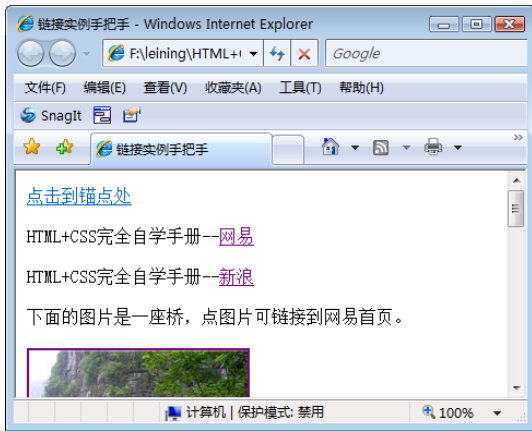 链接实例手把手 - Windows Internet Explorer
F:\leining\HTML+( Google
文件(F) 编辑(E) 查看(V) 收藏夹(A) 工具(T) 帮助(H)
SnagIt
链接实例手把手 »
点击到锚点处
HTML+CSS完全自学手册--网易
HTML+CSS完全自学手册--新浪
下面的图片是一座桥，点图片可链接到网易首页。
计算机 | 保护模式: 禁用 100%